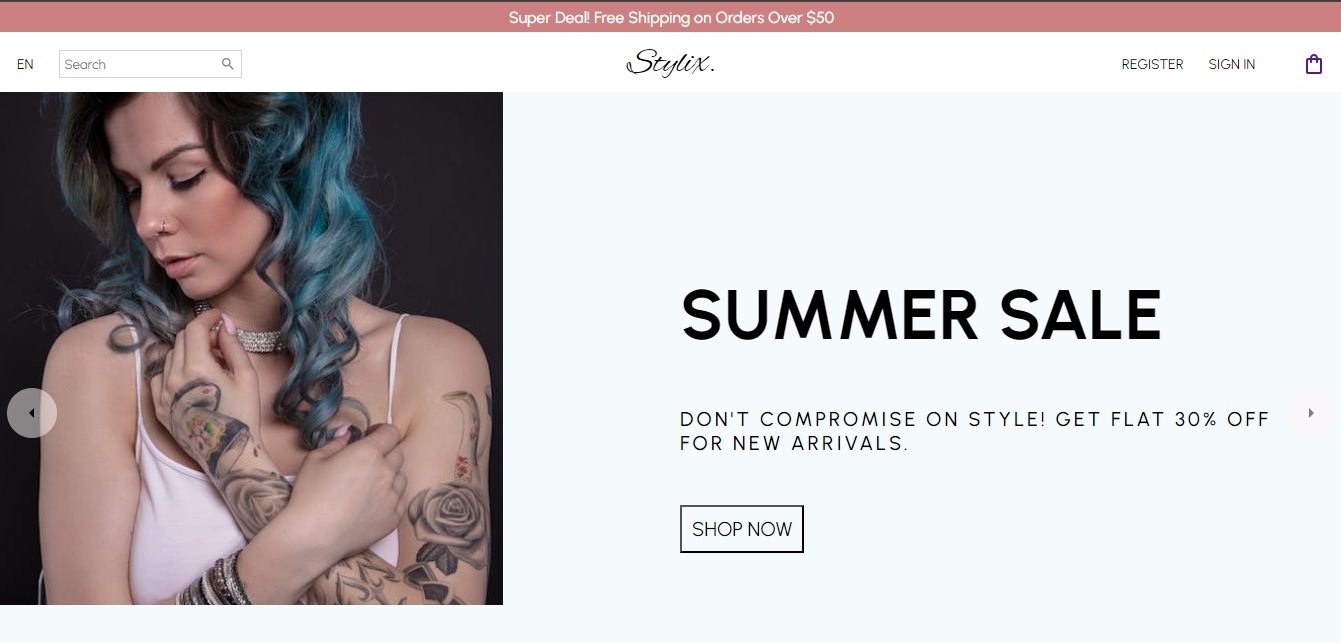 Super Deal! Free Shipping on Orders Over $50
EN
Search
Stylix.
REGISTER
SIGN IN
SUMMER SALE
DON'T COMPROMISE ON STYLE! GET FLAT 30% OFF
FOR NEW ARRIVALS.
SHOP NOW